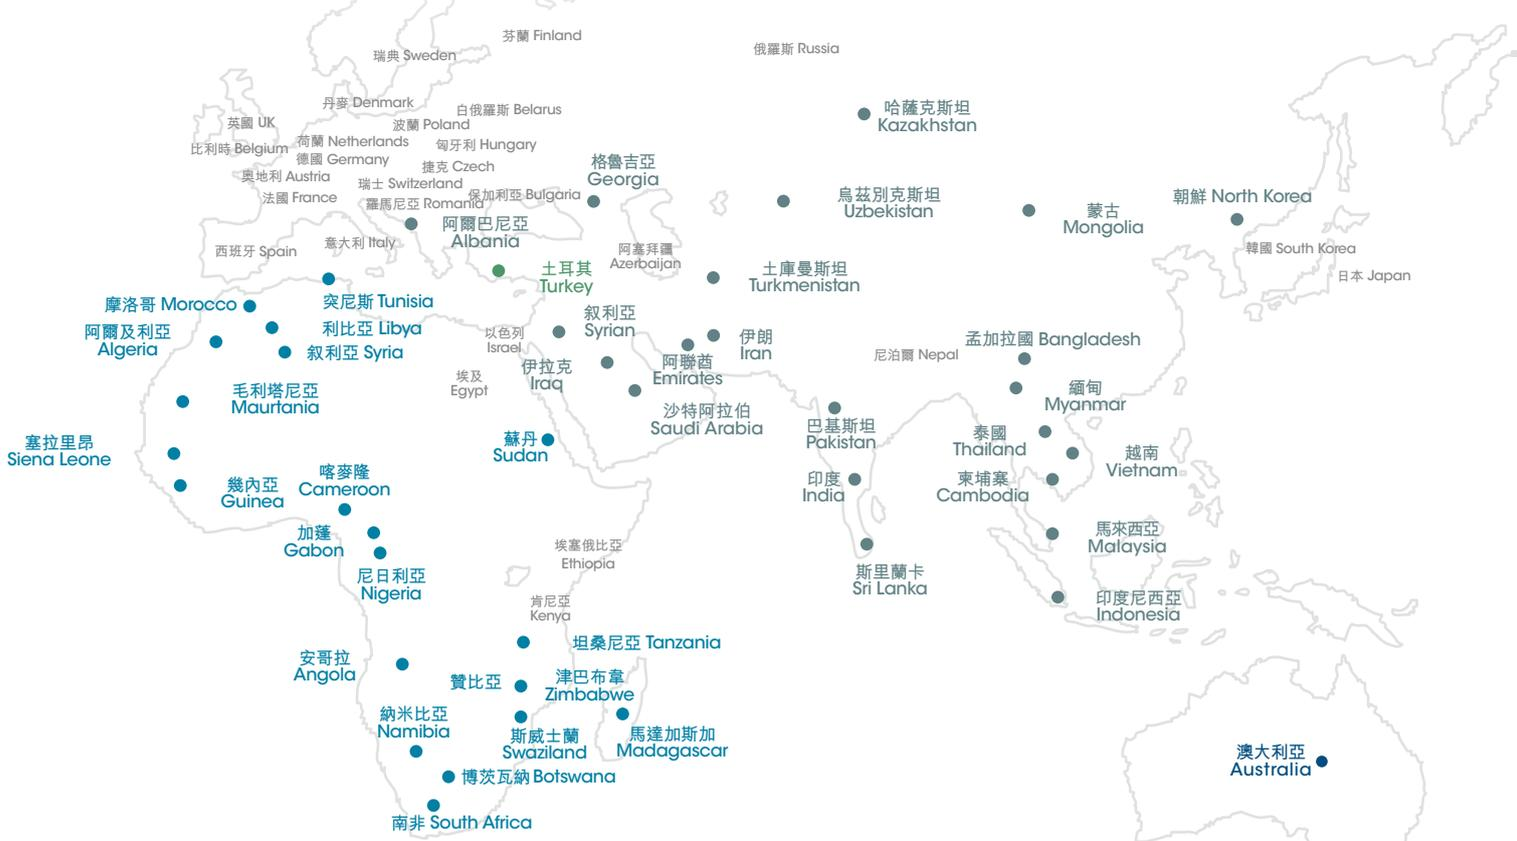 芬蘭 Finland
俄羅斯 Russia
瑞典 Sweden
丹麥 Denmark
白俄羅斯 Belarus
哈薩克斯坦
Kazakhstan
英國 UK
波蘭 Poland
荷蘭 Netherlands
匈牙利 Hungary
比利時 Belgium
德國 Germany
捷克 Czech
格魯吉亞
Georgia
奧地利 Austria
瑞士 Switzerland
法國 France
保加利亞 Bulgaria
羅馬尼亞 Romania
烏茲別克斯坦
Uzbekistan
朝鮮 North Korea
蒙古
Mongolia
阿爾巴尼亞
Albania
西班牙 Spain
意大利 Italy
阿塞拜疆
Azerbaijan
韓國 South Korea
日本 Japan
土耳其
Turkey
土庫曼斯坦
Turkmenistan
摩洛哥 Morocco
突尼斯 Tunisia
叙利亞
Syrian
阿爾及利亞
Algeria
利比亞 Libya
叙利亞 Syria
以色列
Israel
伊朗
Iran
孟加拉國 Bangladesh
尼泊爾 Nepal
伊拉克
Iraq
阿聯酋
Emirates
埃及
Egypt
毛利塔尼亞
Maurtania
緬甸
Myanmar
沙特阿拉伯
Saudi Arabia
巴基斯坦
Pakistan
泰國
Thailand
塞拉里昂
Siena Leone
蘇丹
Sudan
越南
Vietnam
喀麥隆
Cameroon
幾內亞
Guinea
印度
India
柬埔寨
Cambodia
加蓬
Gabon
埃塞俄比亞
Ethiopia
馬來西亞
Malaysia
尼日利亞
Nigeria
斯里蘭卡
Sri Lanka
肯尼亞
Kenya
印度尼西亞
Indonesia
坦桑尼亞 Tanzania
安哥拉
Angola
贊比亞
津巴布韋
Zimbabwe
納米比亞
Namibia
斯威士蘭
Swaziland
馬達加斯加
Madagascar
澳大利亞
Australia
博茨瓦納 Botswana
南非 South Africa